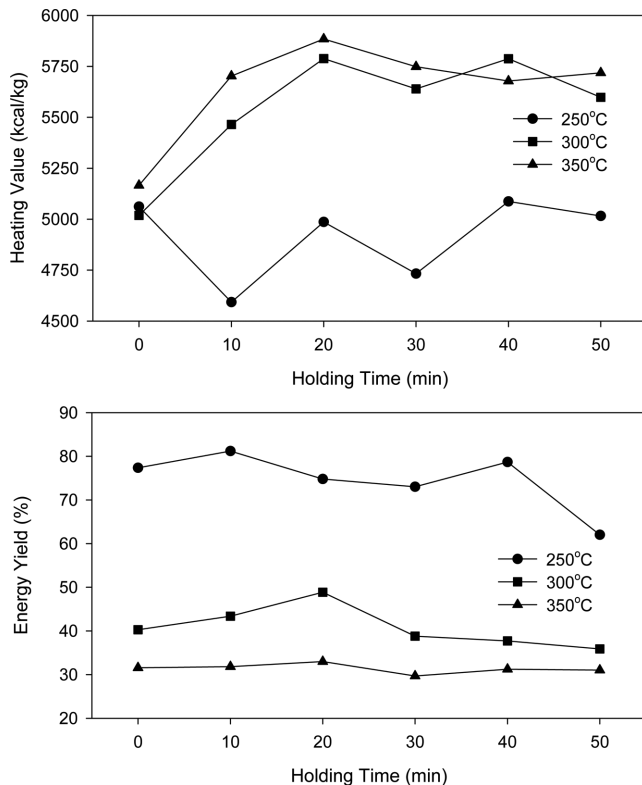 6000
5750
5500
5250
5000
4750
4500
Heating Value (kcal/kg)
250°C
300°C
350°C
0 10 20 30 40 50
Holding Time (min)
90
80
70
60
50
40
30
20
Energy Yield (%)
250°C
300°C
350°C
0 10 20 30 40 50
Holding Time (min)